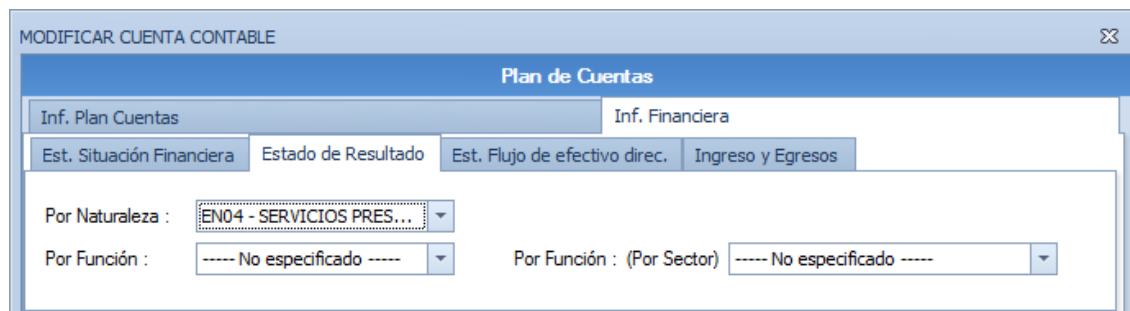 MODIFICAR CUENTA CONTABLE
Plan de Cuentas
Inf. Plan Cuentas Inf. Financiera
Est. Situación Financiera Estado de Resultado Est. Flujo de efectivo direc. Ingreso y Egresos
Por Naturaleza : EN04 - SERVICIOS PRES...
Por Función : ----- No especificado ----- Por Función : (Por Sector) ----- No especificado -----